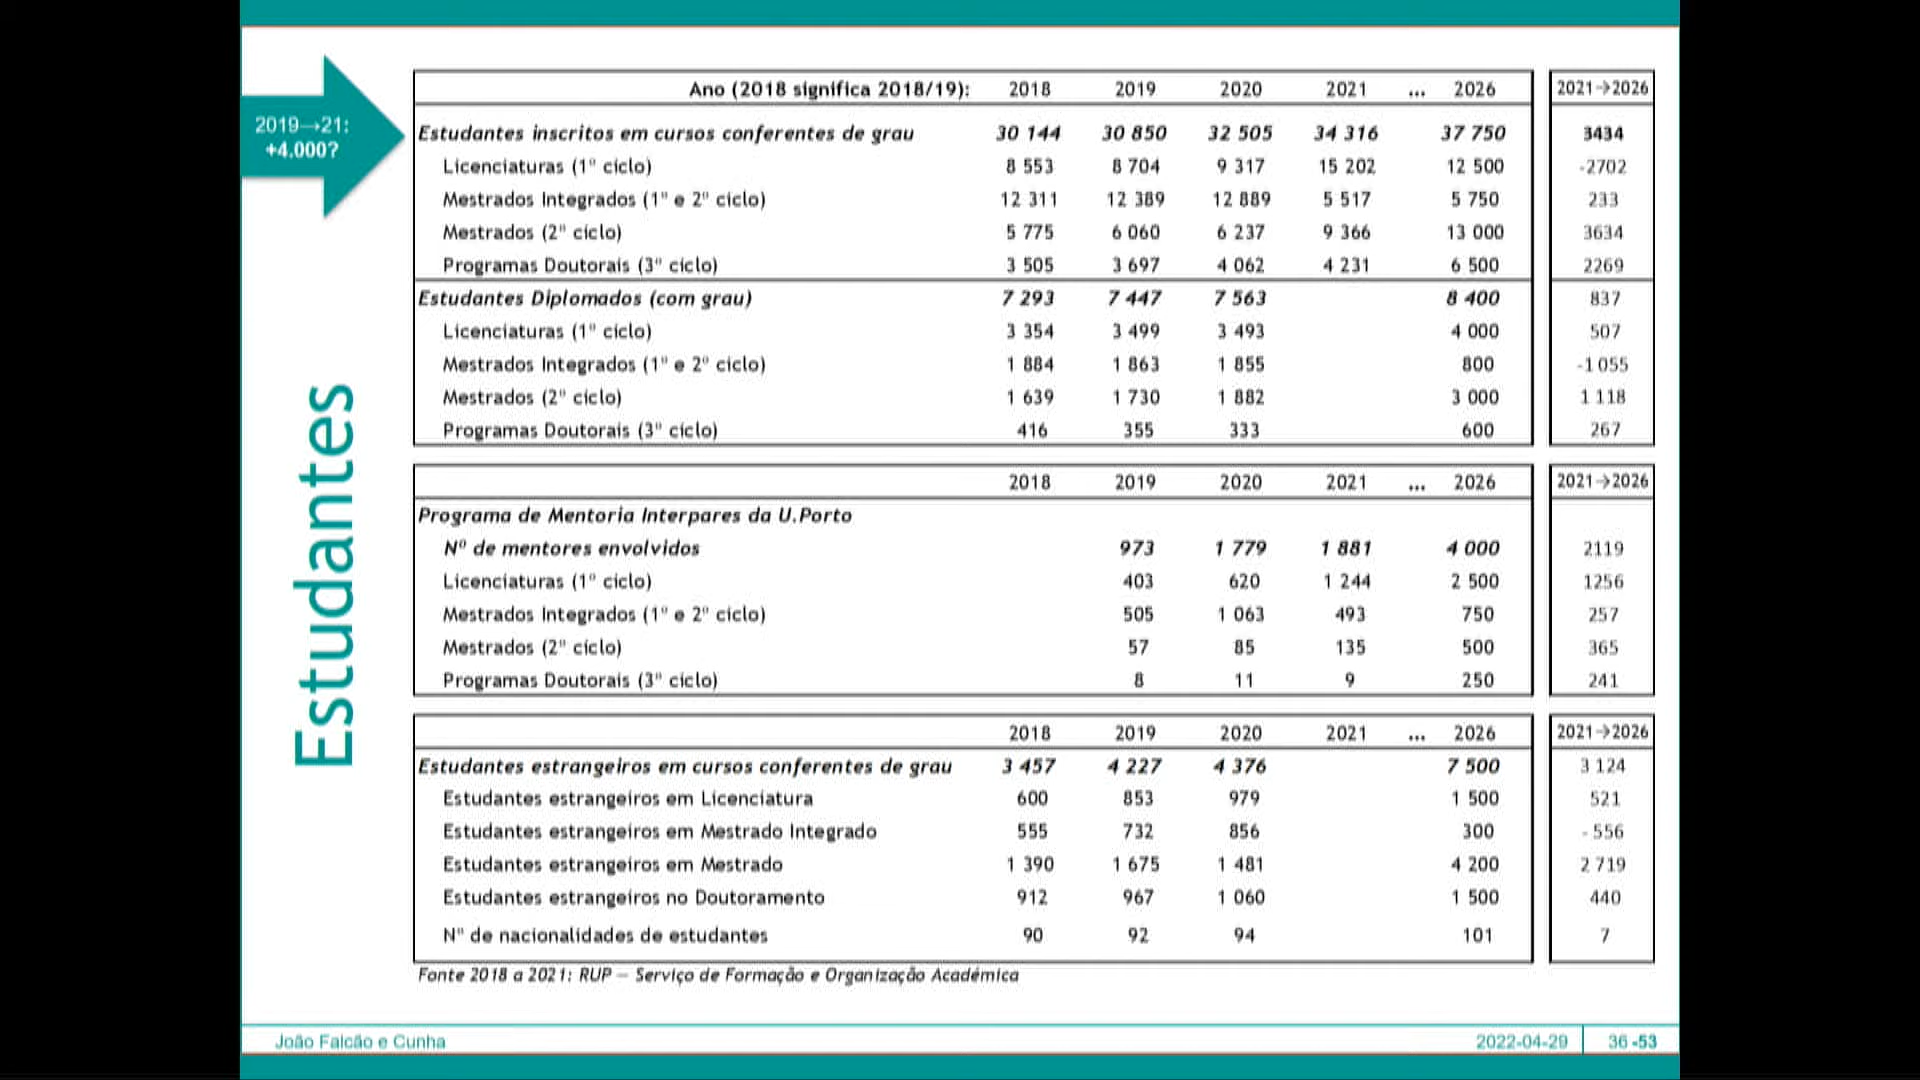 2019→21:
+4.000?
Estudantes
Ano (2018 significa 2018/19): 2018 2019 2020 2021 ... 2026 2021→2026
Estudantes inscritos em cursos conferentes de grau 30 144 30 850 32 505 34 316 37 750 3434
Licenciaturas (1º ciclo) 8 553 8 704 9 317 15 202 12 500 -2702
Mestrados Integrados (1º e 2º ciclo) 12 311 12 389 12 889 5 517 5 750 233
Mestrados (2º ciclo) 5 775 6 060 6 237 9 366 13 000 3634
Programas Doutorais (3º ciclo) 3 505 3 697 4 062 4 231 6 500 2269
Estudantes Diplomados (com grau) 7 293 7 447 7 563 8 400 837
Licenciaturas (1º ciclo) 3 354 3 499 3 493 4 000 507
Mestrados Integrados (1º e 2º ciclo) 1 884 1 863 1 855 800 -1 055
Mestrados (2º ciclo) 1 639 1 730 1 882 3 000 1 118
Programas Doutorais (3º ciclo) 416 355 333 600 267
2018 2019 2020 2021 ... 2026 2021→2026
Programa de Mentoria Interpares da U.Porto
Nº de mentores envolvidos 973 1 779 1 881 4 000 2119
Licenciaturas (1º ciclo) 403 620 1 244 2 500 1256
Mestrados Integrados (1º e 2º ciclo) 505 1 063 493 750 257
Mestrados (2º ciclo) 57 85 135 500 365
Programas Doutorais (3º ciclo) 8 11 9 250 241
2018 2019 2020 2021 ... 2026 2021→2026
Estudantes estrangeiros em cursos conferentes de grau 3 457 4 227 4 376 7 500 3 124
Estudantes estrangeiros em Licenciatura 600 853 979 1 500 521
Estudantes estrangeiros em Mestrado Integrado 555 732 856 300 - 556
Estudantes estrangeiros em Mestrado 1 390 1 675 1 481 4 200 2 719
Estudantes estrangeiros no Doutoramento 912 967 1 060 1 500 440
Nº de nacionalidades de estudantes 90 92 94 101 7
Fonte 2018 a 2021: RUP – Serviço de Formação e Organização Académica
João Falcão e Cunha 2022-04-29 36 -53